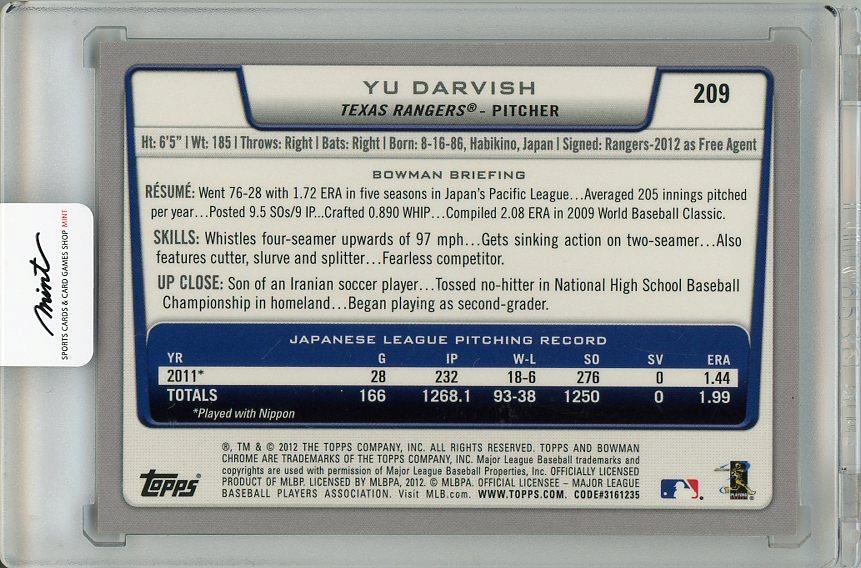 YU DARVISH
TEXAS RANGERS® - PITCHER
209
Ht: 6'5" | Wt: 185 | Throws: Right | Bats: Right | Born: 8-16-86, Habikino, Japan | Signed: Rangers-2012 as Free Agent
BOWMAN BRIEFING
RÉSUMÉ: Went 76-28 with 1.72 ERA in five seasons in Japan's Pacific League...Averaged 205 innings pitched
per year...Posted 9.5 SOs/9 IP...Crafted 0.890 WHIP...Compiled 2.08 ERA in 2009 World Baseball Classic.
SKILLS: Whistles four-seamer upwards of 97 mph...Gets sinking action on two-seamer...Also
features cutter, slurve and splitter...Fearless competitor.
UP CLOSE: Son of an Iranian soccer player...Tossed no-hitter in National High School Baseball
Championship in homeland...Began playing as second-grader.
JAPANESE LEAGUE PITCHING RECORD
YR G IP W-L SO SV ERA
2011* 28 232 18-6 276 0 1.44
TOTALS 166 1268.1 93-38 1250 0 1.99
*Played with Nippon
®, TM & © 2012 THE TOPPS COMPANY, INC. ALL RIGHTS RESERVED. TOPPS AND BOWMAN
CHROME ARE TRADEMARKS OF THE TOPPS COMPANY, INC. Major League Baseball trademarks and
copyrights are used with permission of Major League Baseball Properties, Inc. OFFICIALLY LICENSED
PRODUCT OF MLBP. LICENSED BY MLBPA, 2012. © MLBPA. OFFICIAL LICENSEE – MAJOR LEAGUE
BASEBALL PLAYERS ASSOCIATION. Visit MLB.com. WWW.TOPPS.COM. CODE#3161235
topps
mint
SPORTS CARDS & CARD GAMES SHOP MINT